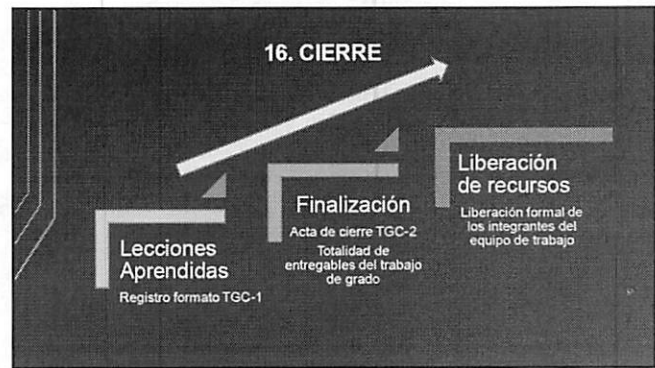 16. CIERRE
Lecciones
Aprendidas
Registro formato TGC-1
Finalización
Acta de cierre TGC-2
Totalidad de
entregables del trabajo
de grado
Liberación
de recursos
Liberación formal de
los integrantes del
equipo de trabajo